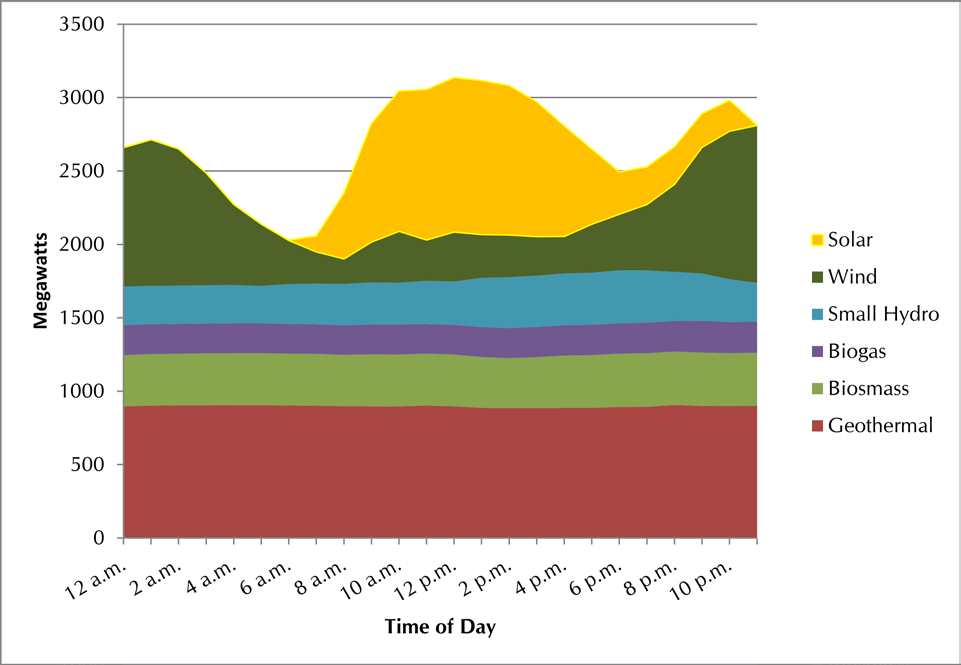 3500
3000
2500
2000
1500
1000
500
0
Megawatts
12 a.m.
2 a.m.
4 a.m.
6 a.m.
8 a.m.
10 a.m.
12 p.m.
2 p.m.
4 p.m.
6 p.m.
8 p.m.
10 p.m.
Time of Day
Solar
Wind
Small Hydro
Biogas
Biosmass
Geothermal